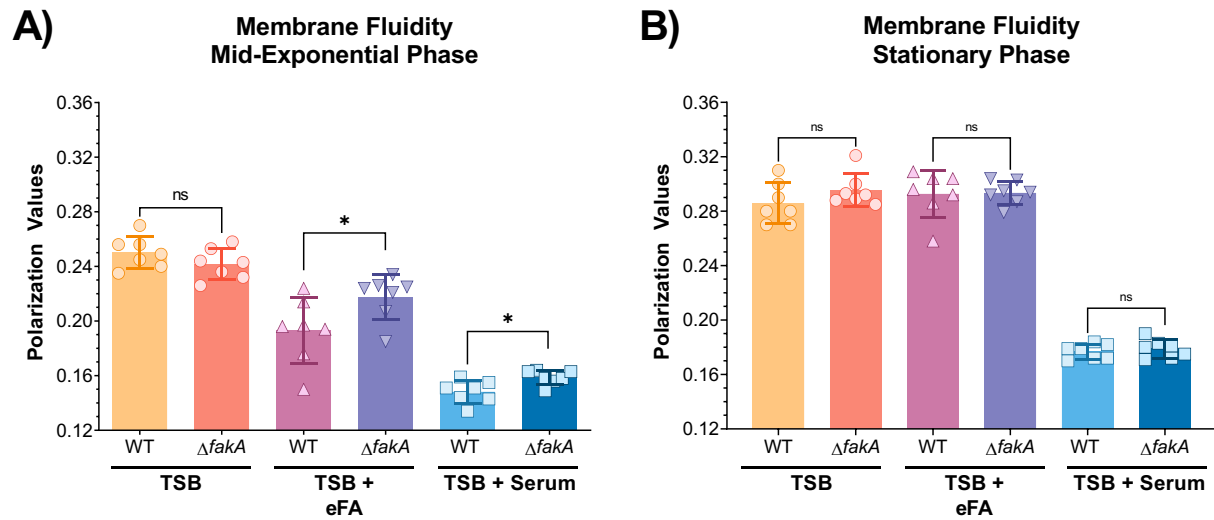 A)
Membrane Fluidity
Mid-Exponential Phase
Polarization Values
0.36
0.32
0.28
0.24
0.20
0.16
0.12
ns
*
*
WT
ΔfakA
WT
ΔfakA
WT
ΔfakA
TSB
TSB +
eFA
TSB + Serum
B)
Membrane Fluidity
Stationary Phase
Polarization Values
0.36
0.32
0.28
0.24
0.20
0.16
0.12
ns
ns
ns
WT
ΔfakA
WT
ΔfakA
WT
ΔfakA
TSB
TSB +
eFA
TSB + Serum